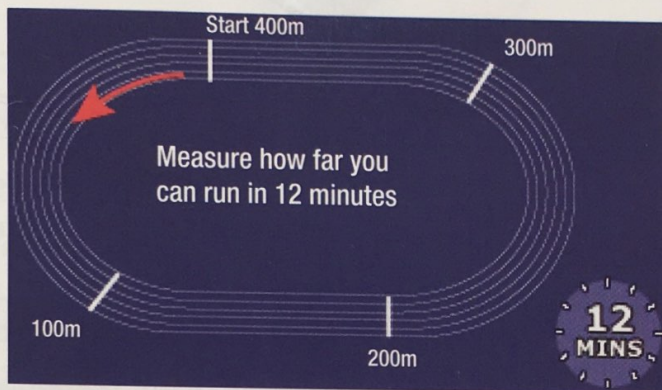 Start 400m
300m
Measure how far you
can run in 12 minutes
100m
200m
12
MINS